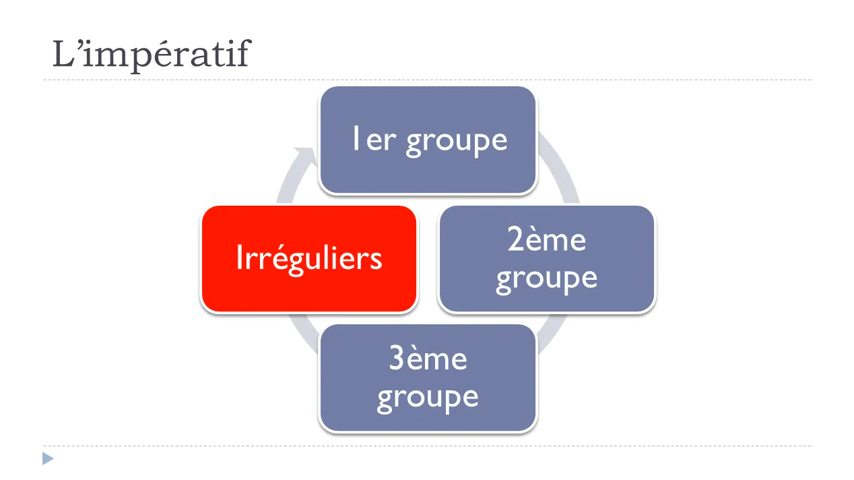 L’impératif
1er groupe
Irréguliers
2ème
groupe
3ème
groupe